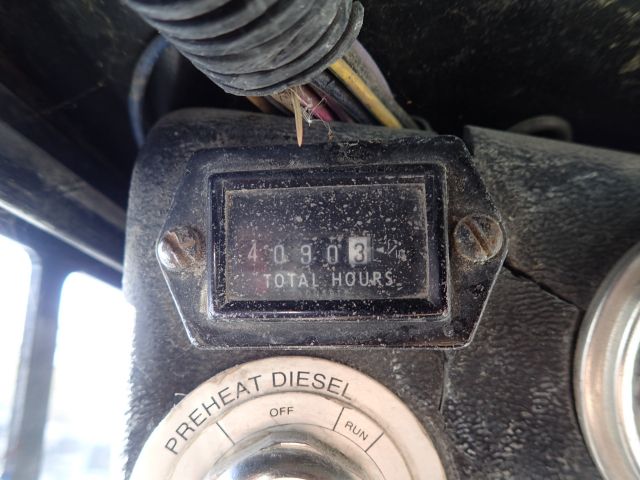 40903 1/10
TOTAL HOURS
PREHEAT DIESEL
OFF
RUN